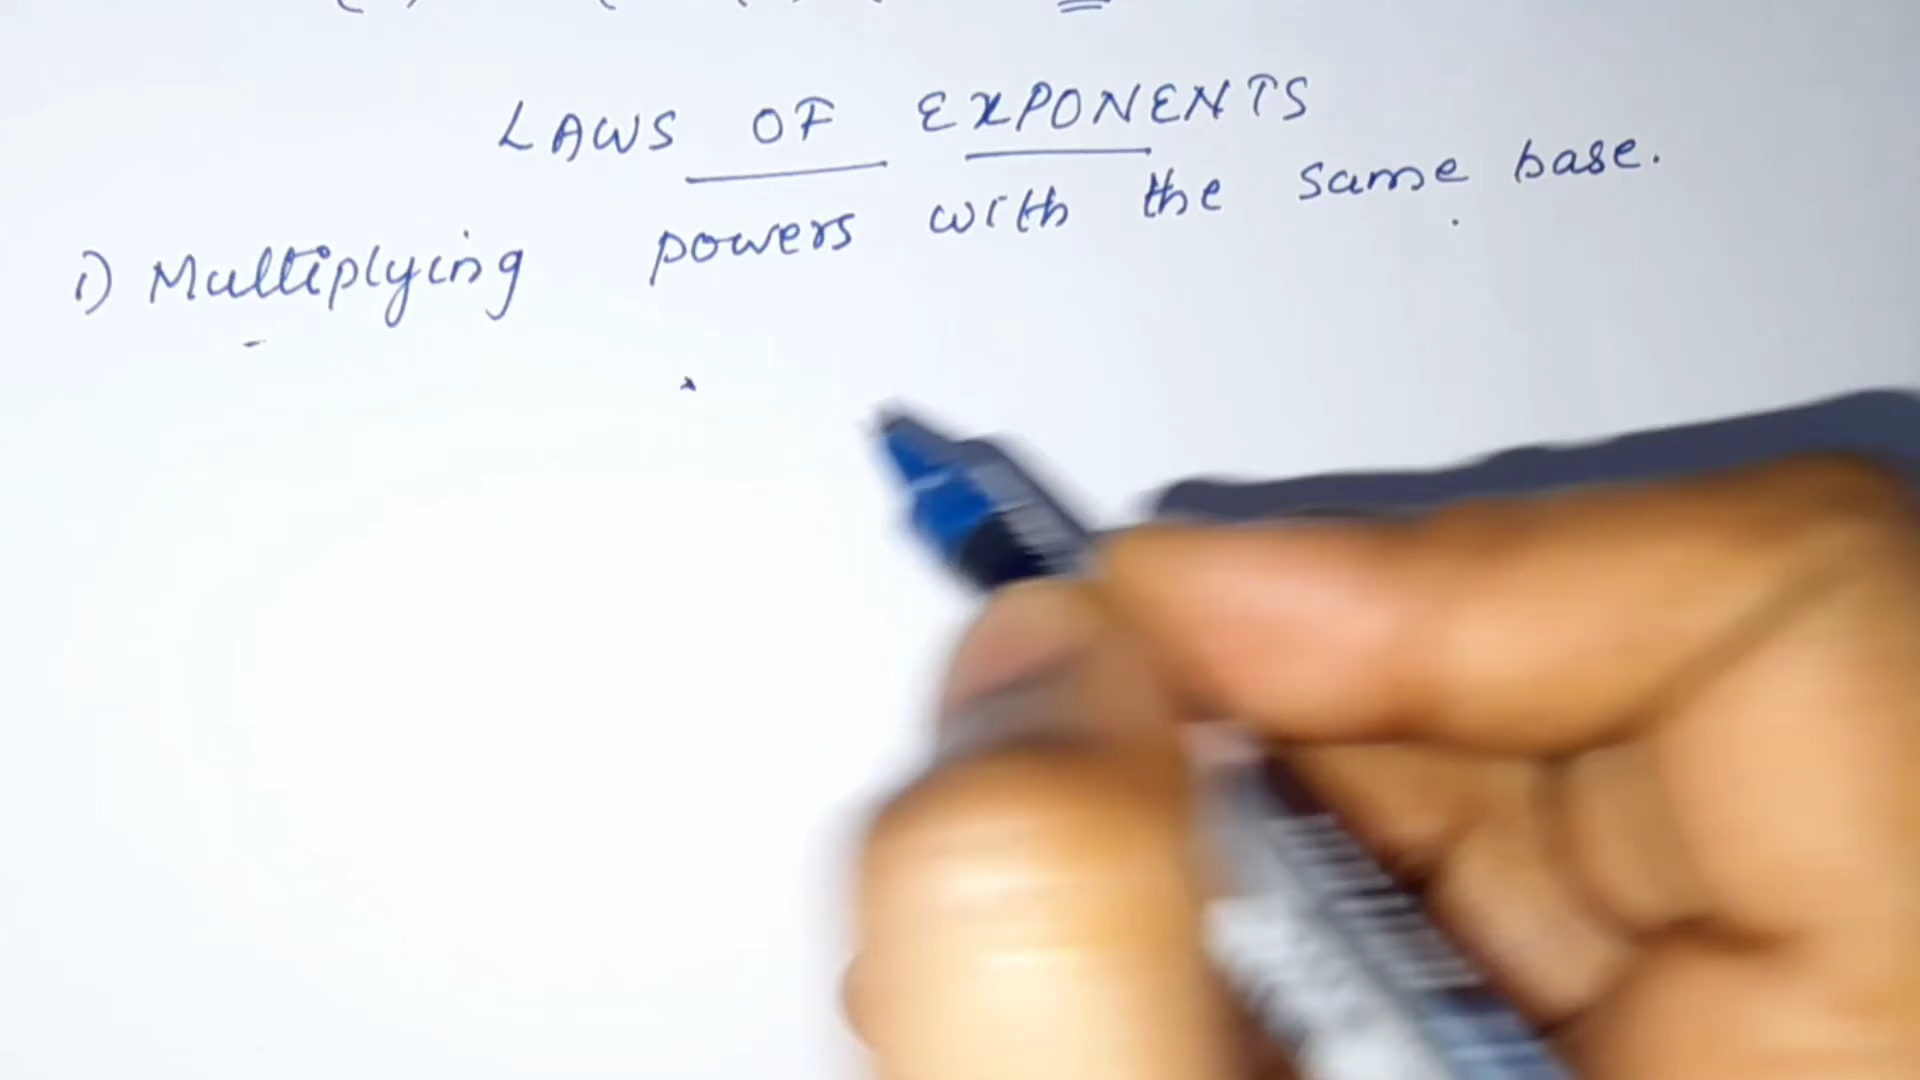 LAWS OF EXPONENTS
1) Multiplying powers with the same base.